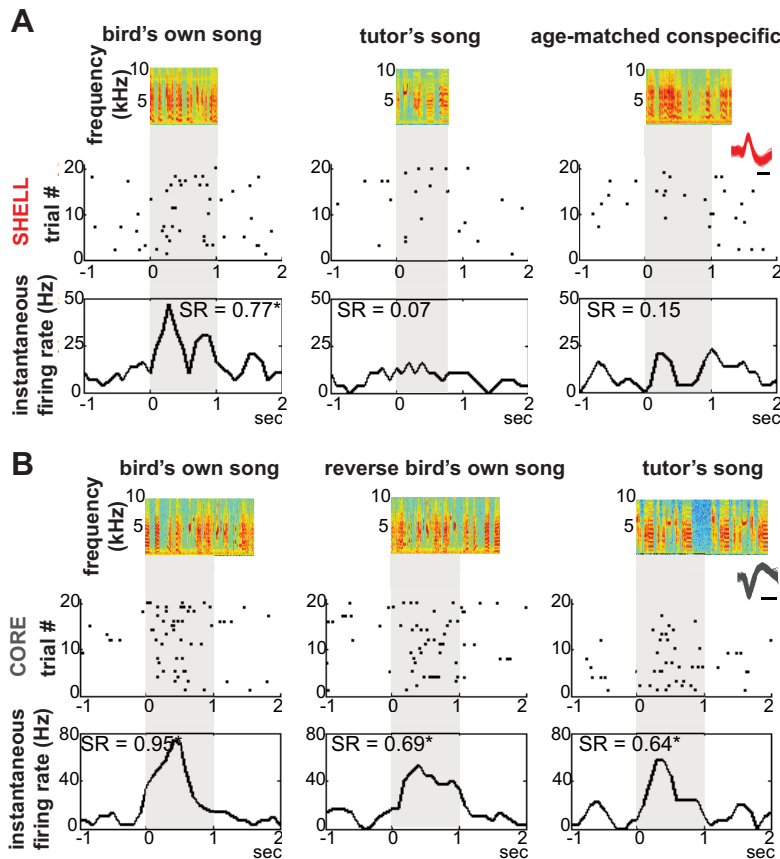 A
bird's own song
tutor's song
age-matched conspecific
frequency
(kHz)
10
5
10
5
10
5
SHELL
trial #
20
10
0
-1 0 1 2
20
10
0
-1 0 1 2
20
10
0
-1 0 1 2
instantaneous
firing rate (Hz)
50
25
0
SR = 0.77*
-1 0 1 2
sec
50
25
0
SR = 0.07
-1 0 1 2
sec
50
25
0
SR = 0.15
-1 0 1 2
sec
B
bird's own song
reverse bird's own song
tutor's song
frequency
(kHz)
10
5
10
5
10
5
CORE
trial #
20
10
0
-1 0 1 2
20
10
0
-1 0 1 2
20
10
0
-1 0 1 2
instantaneous
firing rate (Hz)
80
40
0
SR = 0.95*
-1 0 1 2
sec
80
40
0
SR = 0.69*
-1 0 1 2
sec
80
40
0
SR = 0.64*
-1 0 1 2
sec